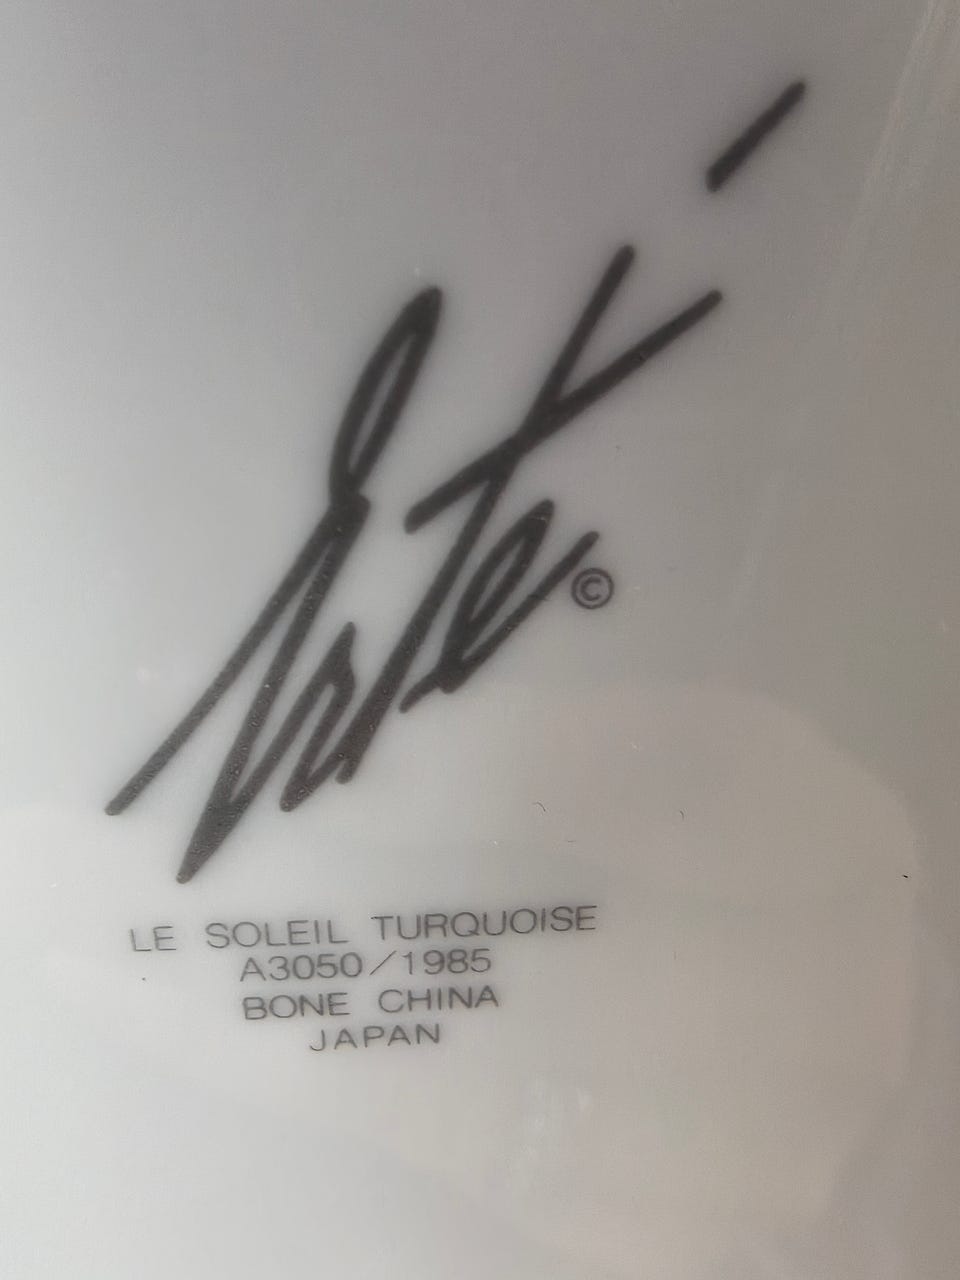 Erté ©
LE SOLEIL TURQUOISE
A3050/1985
BONE CHINA
JAPAN